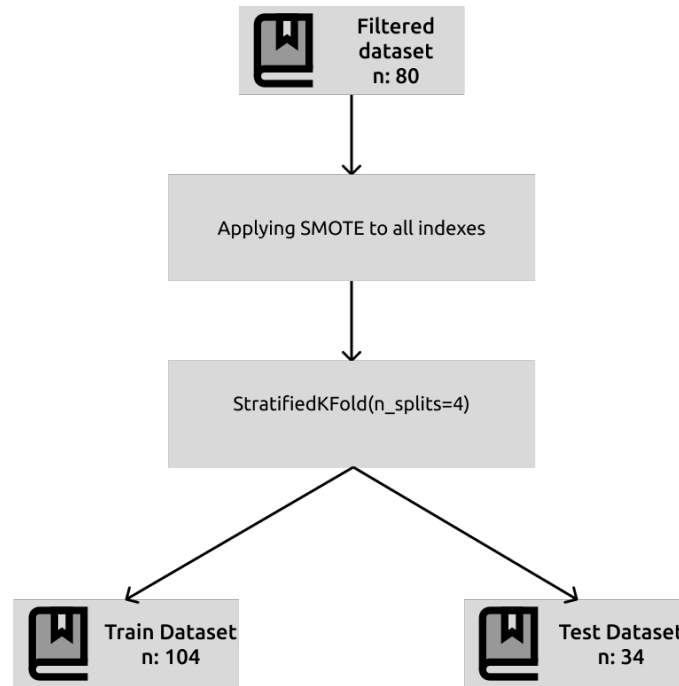 Filtered
dataset
n: 80
Applying SMOTE to all indexes
StratifiedKFold(n_splits=4)
Train Dataset
n: 104
Test Dataset
n: 34